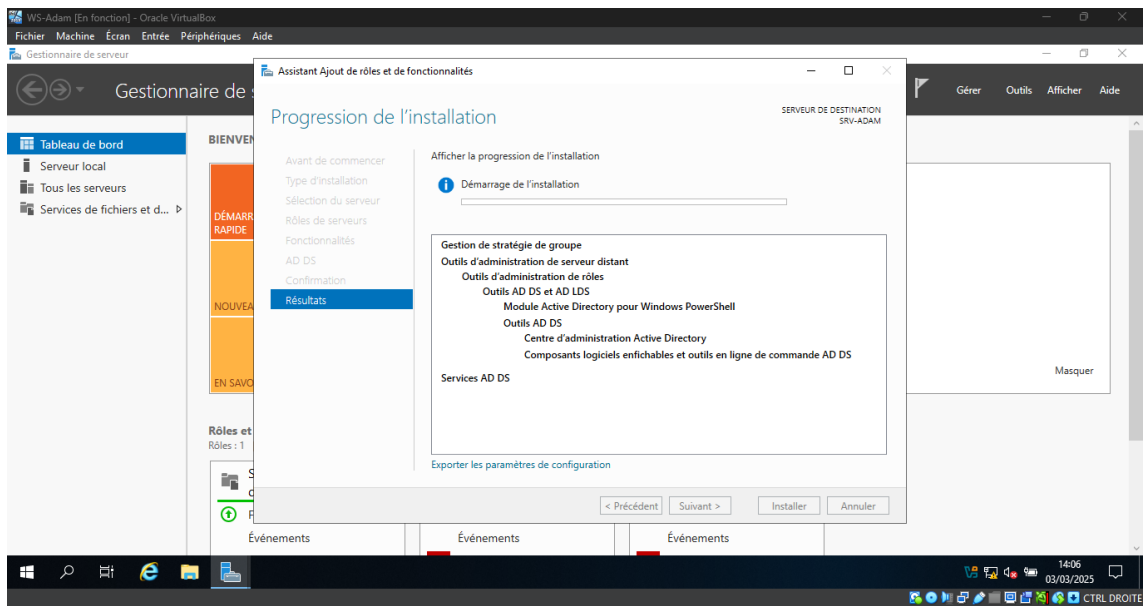 WS-Adam [En fonction] - Oracle VirtualBox
Fichier Machine Écran Entrée Périphériques Aide
Gestionnaire de serveur
Gestionnaire de
Gérer Outils Afficher Aide
Tableau de bord
Serveur local
Tous les serveurs
Services de fichiers et d...
BIENVEN
DÉMARR
RAPIDE
NOUVEA
EN SAVO
Masquer
Rôles et
Rôles : 1
Événements
Événements
Événements
Assistant Ajout de rôles et de fonctionnalités
Progression de l'installation
SERVEUR DE DESTINATION
SRV-ADAM
Avant de commencer
Type d'installation
Sélection du serveur
Rôles de serveurs
Fonctionnalités
AD DS
Confirmation
Résultats
Afficher la progression de l'installation
Démarrage de l'installation
Gestion de stratégie de groupe
Outils d'administration de serveur distant
Outils d'administration de rôles
Outils AD DS et AD LDS
Module Active Directory pour Windows PowerShell
Outils AD DS
Centre d'administration Active Directory
Composants logiciels enfichables et outils en ligne de commande AD DS
Services AD DS
Exporter les paramètres de configuration
< Précédent Suivant > Installer Annuler
14:06
03/03/2025
CTRL DROITE